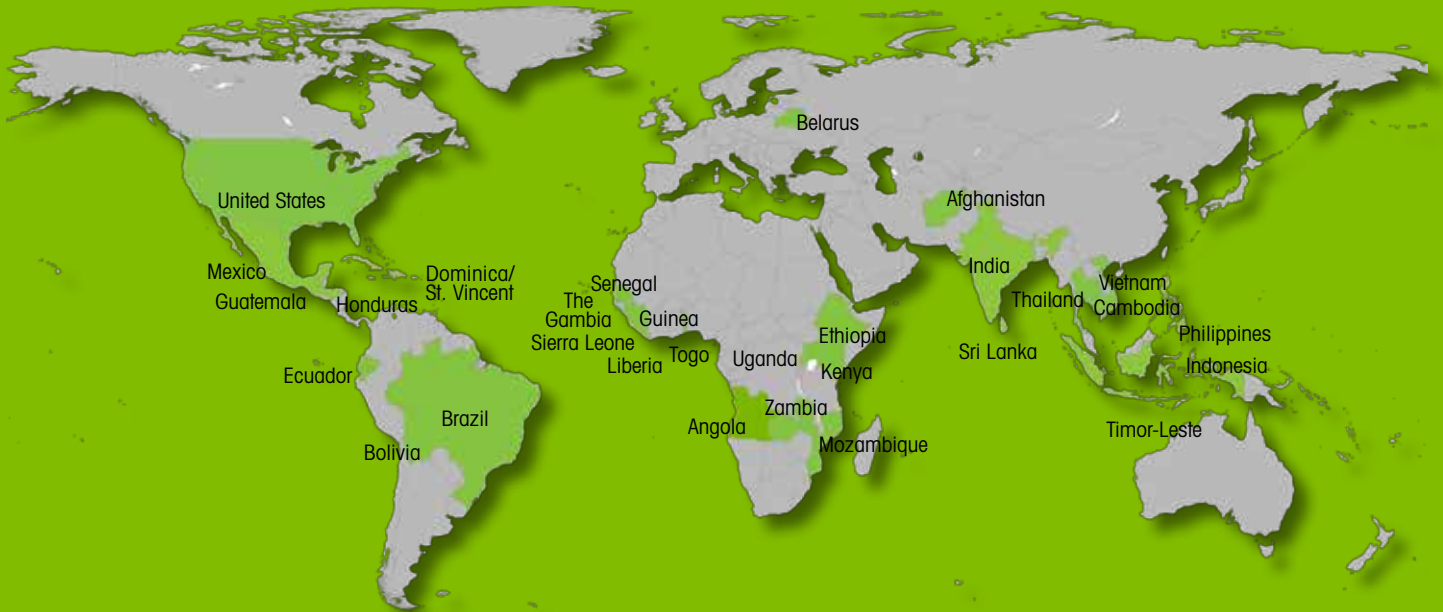 Belarus
United States
Afghanistan
Mexico
Guatemala
Honduras
Dominica/
St. Vincent
Senegal
The
Gambia
Guinea
Sierra Leone
Liberia
Togo
Uganda
Ethiopia
Kenya
India
Thailand
Vietnam
Cambodia
Sri Lanka
Philippines
Indonesia
Ecuador
Brazil
Bolivia
Angola
Zambia
Mozambique
Timor-Leste